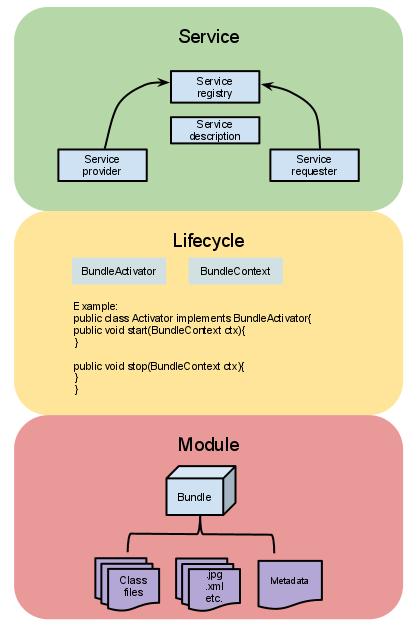 Service
Service
registry
Service
description
Service
provider
Service
requester
Lifecycle
BundleActivator
BundleContext
Example:
public class Activator implements BundleActivator{
public void start(BundleContext ctx){
}
public void stop(BundleContext ctx){
}
}
Module
Bundle
Class
files
.jpg
.xml
etc.
Metadata